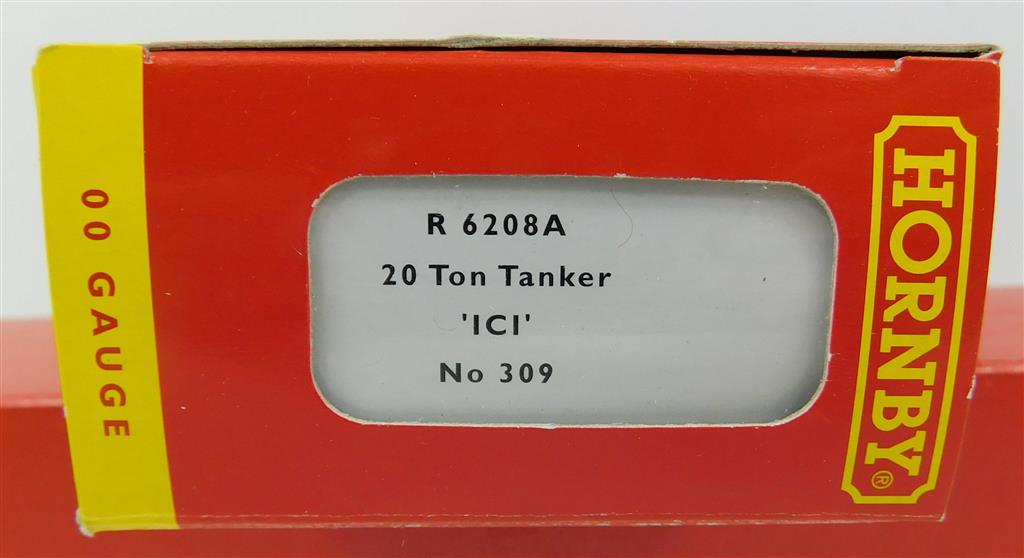 00 GAUGE
R 6208A
20 Ton Tanker
'ICI'
No 309
HORNBY®